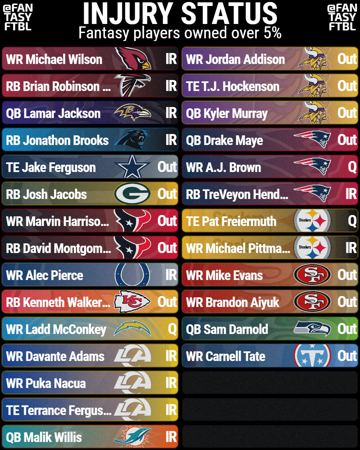 @FAN
TASY
FTBL
INJURY STATUS
Fantasy players owned over 5%
@FAN
TASY
FTBL
WR Michael Wilson IR
RB Brian Robinson ... IR
QB Lamar Jackson IR
RB Jonathon Brooks IR
TE Jake Ferguson Out
RB Josh Jacobs Out
WR Marvin Harriso... Out
RB David Montgom... Out
WR Alec Pierce IR
RB Kenneth Walker... Out
WR Ladd McConkey Q
WR Davante Adams IR
WR Puka Nacua IR
TE Terrance Fergus... IR
QB Malik Willis IR
WR Jordan Addison Out
TE T.J. Hockenson Out
QB Kyler Murray Out
QB Drake Maye Out
WR A.J. Brown Q
RB TreVeyon Hend... IR
TE Pat Freiermuth Q
WR Michael Pittma... IR
WR Mike Evans Out
WR Brandon Aiyuk Out
QB Sam Darnold Out
WR Carnell Tate Out